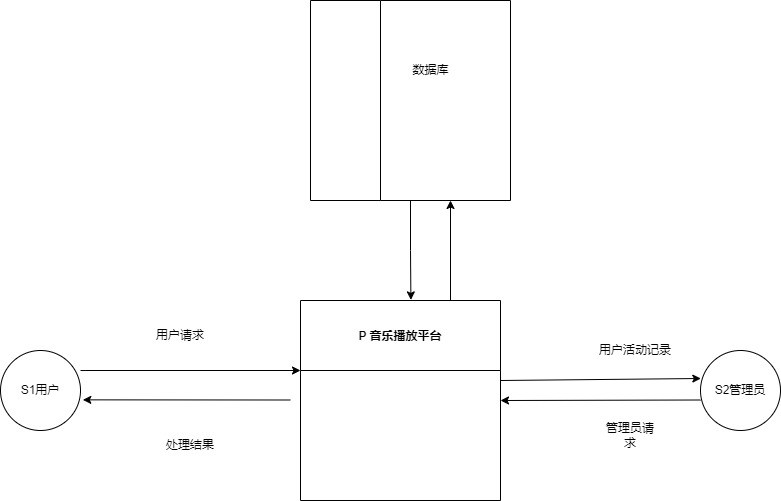 数据库
用户请求
P 音乐播放平台
用户活动记录
S1用户
S2管理员
处理结果
管理员请
求